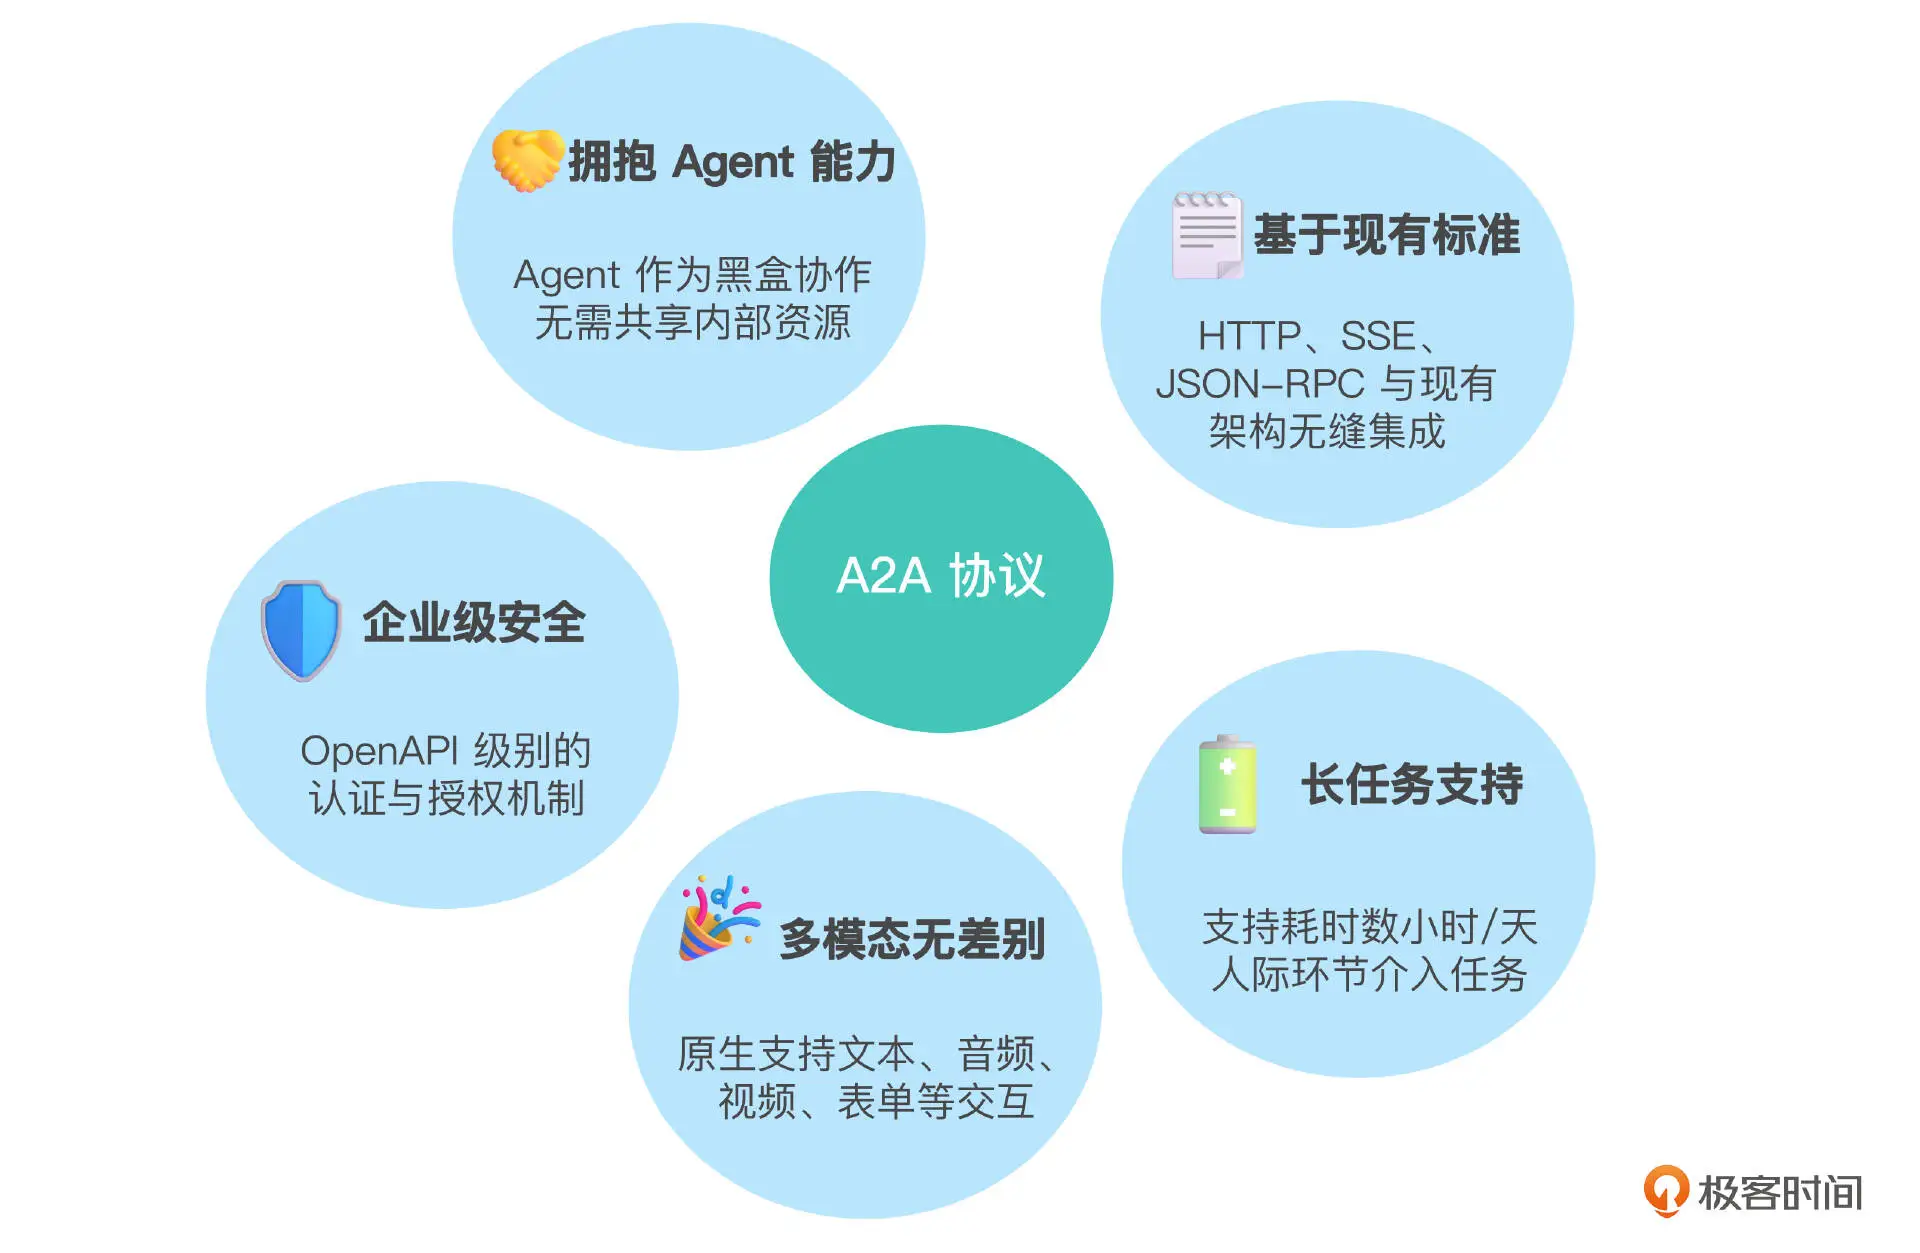 拥抱 Agent 能力
Agent 作为黑盒协作
无需共享内部资源
基于现有标准
HTTP、SSE、
JSON-RPC 与现有
架构无缝集成
A2A 协议
企业级安全
OpenAPI 级别的
认证与授权机制
长任务支持
支持耗时数小时/天
人际环节介入任务
多模态无差别
原生支持文本、音频、
视频、表单等交互
极客时间